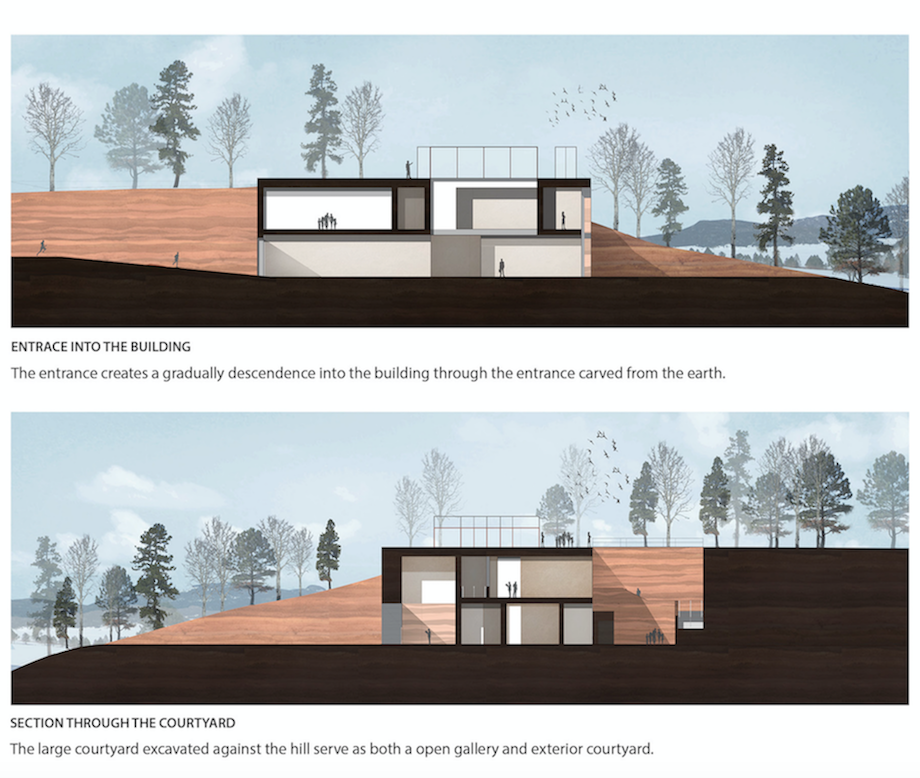 ENTRACE INTO THE BUILDING
The entrance creates a gradually descendence into the building through the entrance carved from the earth.
SECTION THROUGH THE COURTYARD
The large courtyard excavated against the hill serve as both a open gallery and exterior courtyard.